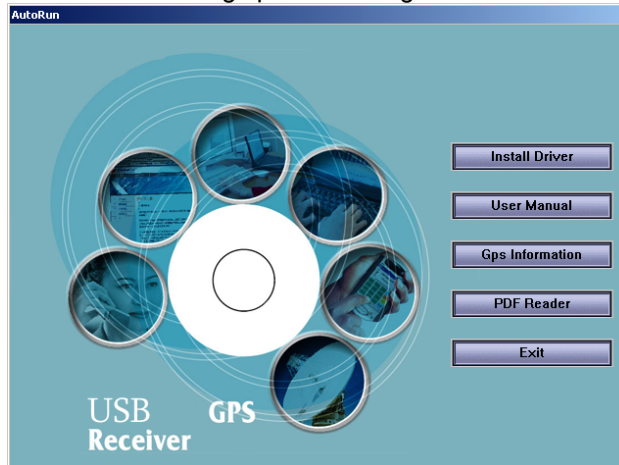 AutoRun
Install Driver
User Manual
Gps Information
PDF Reader
Exit
USB GPS
Receiver